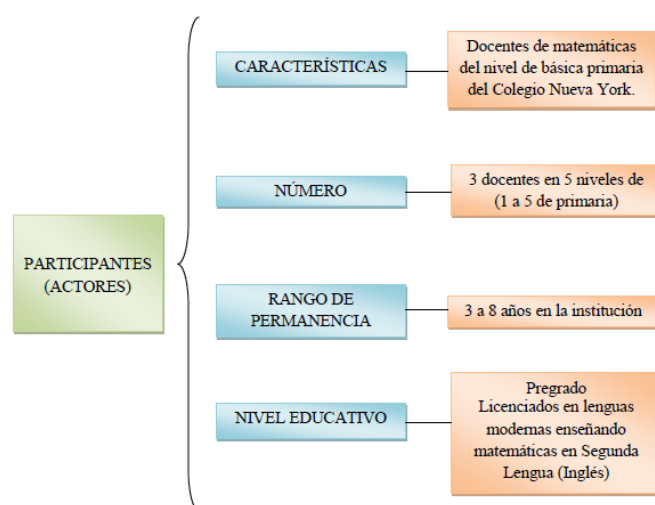 CARACTERÍSTICAS
Docentes de matemáticas
del nivel de básica primaria
del Colegio Nueva York.
NÚMERO
3 docentes en 5 niveles de
(1 a 5 de primaria)
PARTICIPANTES
(ACTORES)
RANGO DE
PERMANENCIA
3 a 8 años en la institución
NIVEL EDUCATIVO
Pregrado
Licenciados en lenguas
modernas enseñando
matemáticas en Segunda
Lengua (Inglés)